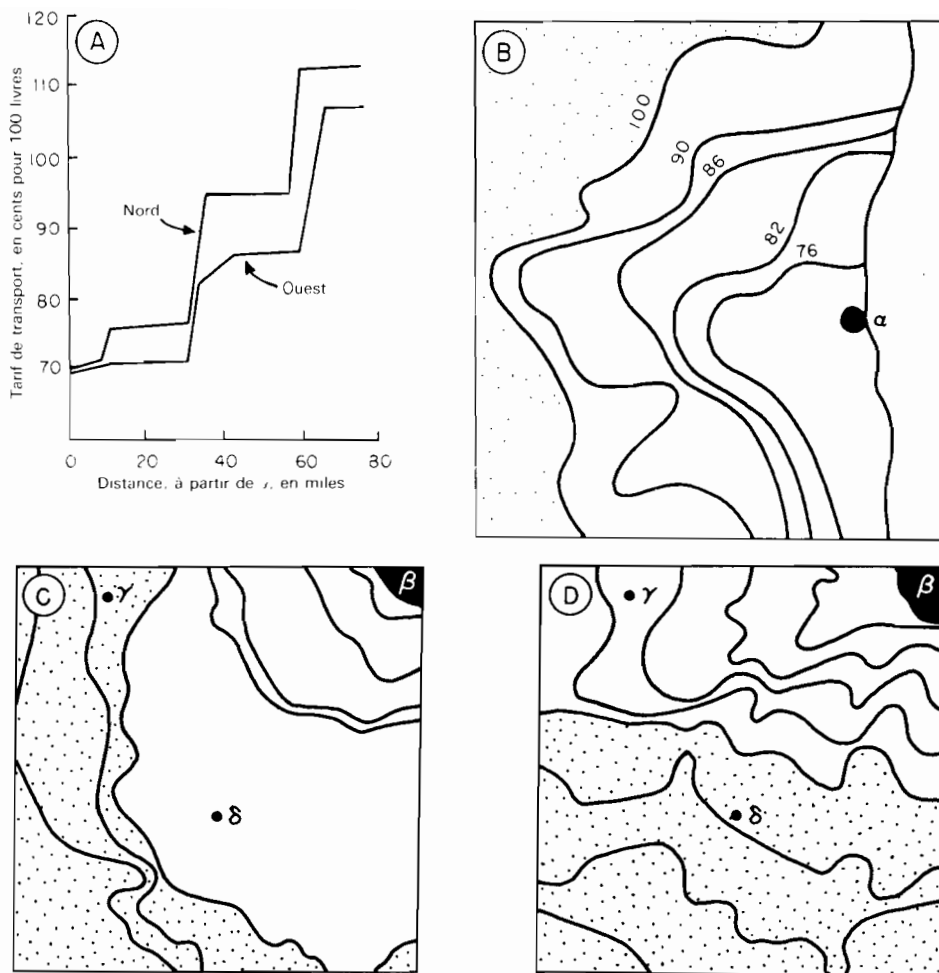 120
A
110
100
90
80
70
Tarif de transport, en cents pour 100 livres
Nord
Ouest
0 20 40 60 80
Distance, à partir de , en miles
B
100
90
86
82
76
α
C
γ
β
δ
D
γ
β
δ